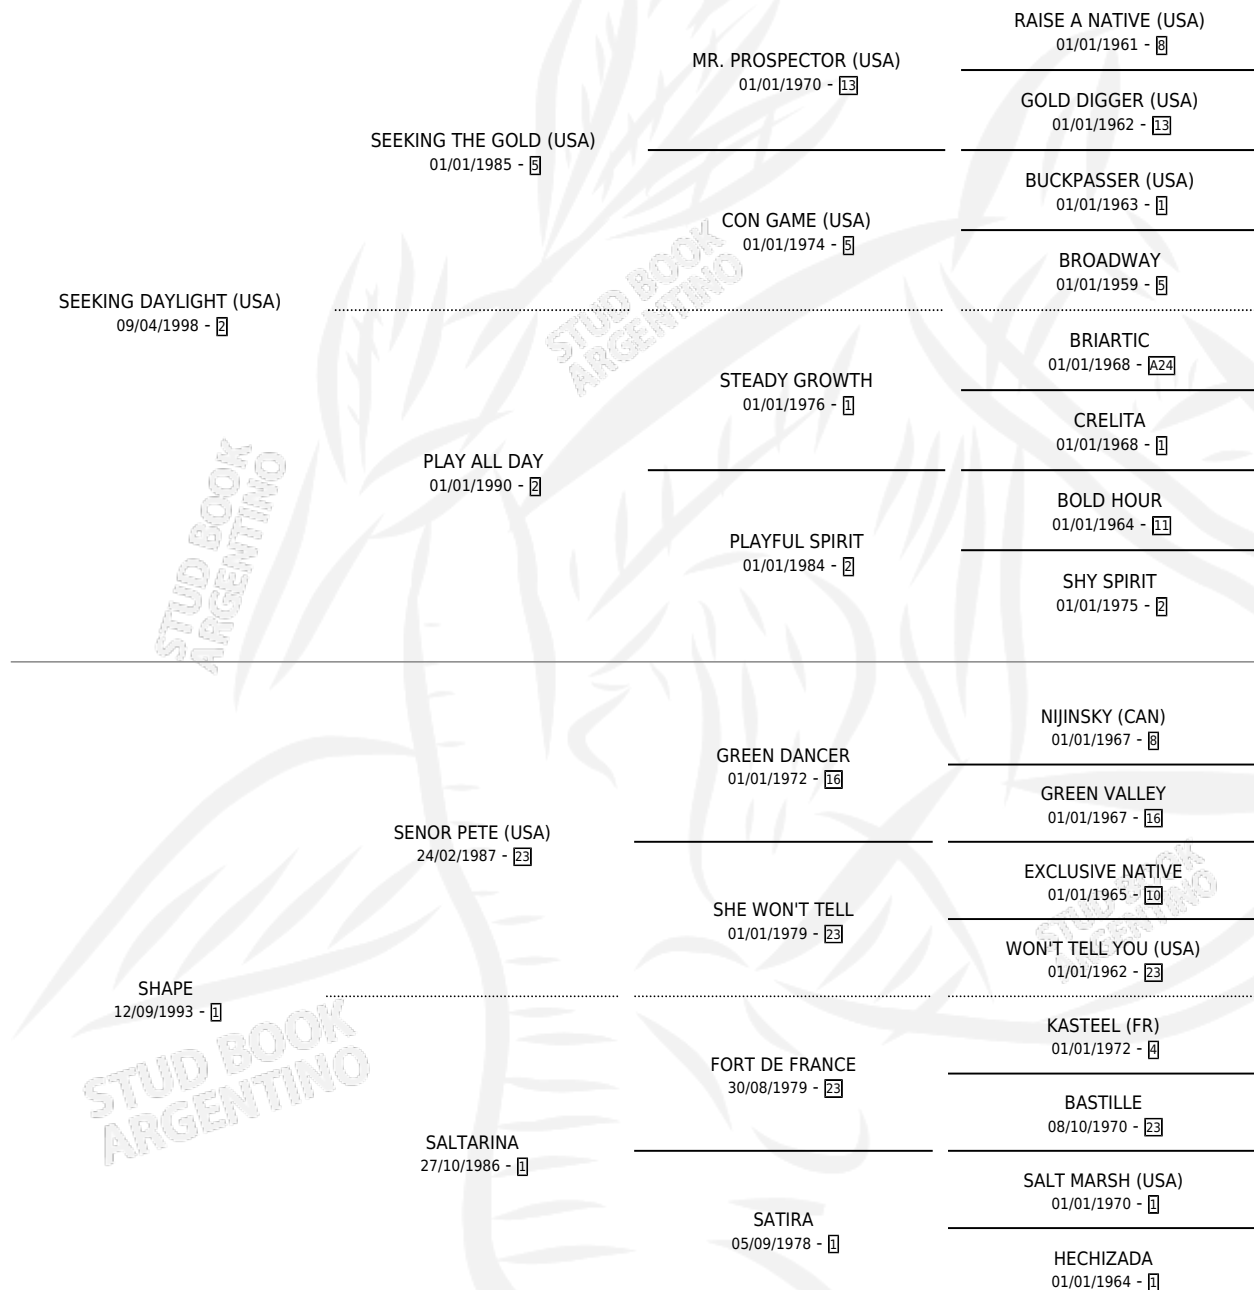 RAISE A NATIVE (USA)
01/01/1961 - 8
MR. PROSPECTOR (USA)
01/01/1970 - 13
GOLD DIGGER (USA)
01/01/1962 - 13
SEEKING THE GOLD (USA)
01/01/1985 - 5
BUCKPASSER (USA)
01/01/1963 - 1
CON GAME (USA)
01/01/1974 - 5
BROADWAY
01/01/1959 - 5
SEEKING DAYLIGHT (USA)
09/04/1998 - 2
STUD BOOK
ARGENTINO
BRIARTIC
01/01/1968 - A24
STEADY GROWTH
01/01/1976 - 1
CRELITA
01/01/1968 - 1
PLAY ALL DAY
01/01/1990 - 2
BOLD HOUR
01/01/1964 - 11
PLAYFUL SPIRIT
01/01/1984 - 2
SHY SPIRIT
01/01/1975 - 2
STUD BOOK
ARGENTINO
NIJINSKY (CAN)
01/01/1967 - 8
GREEN DANCER
01/01/1972 - 16
GREEN VALLEY
01/01/1967 - 16
SENOR PETE (USA)
24/02/1987 - 23
EXCLUSIVE NATIVE
01/01/1965 - 10
SHE WON'T TELL
01/01/1979 - 23
WON'T TELL YOU (USA)
01/01/1962 - 23
STUD BOOK
ARGENTINO
SHAPE
12/09/1993 - 1
KASTEEL (FR)
01/01/1972 - 4
FORT DE FRANCE
30/08/1979 - 23
BASTILLE
08/10/1970 - 23
STUD BOOK
ARGENTINO
SALTARINA
27/10/1986 - 1
SALT MARSH (USA)
01/01/1970 - 1
SATIRA
05/09/1978 - 1
HECHIZADA
01/01/1964 - 1